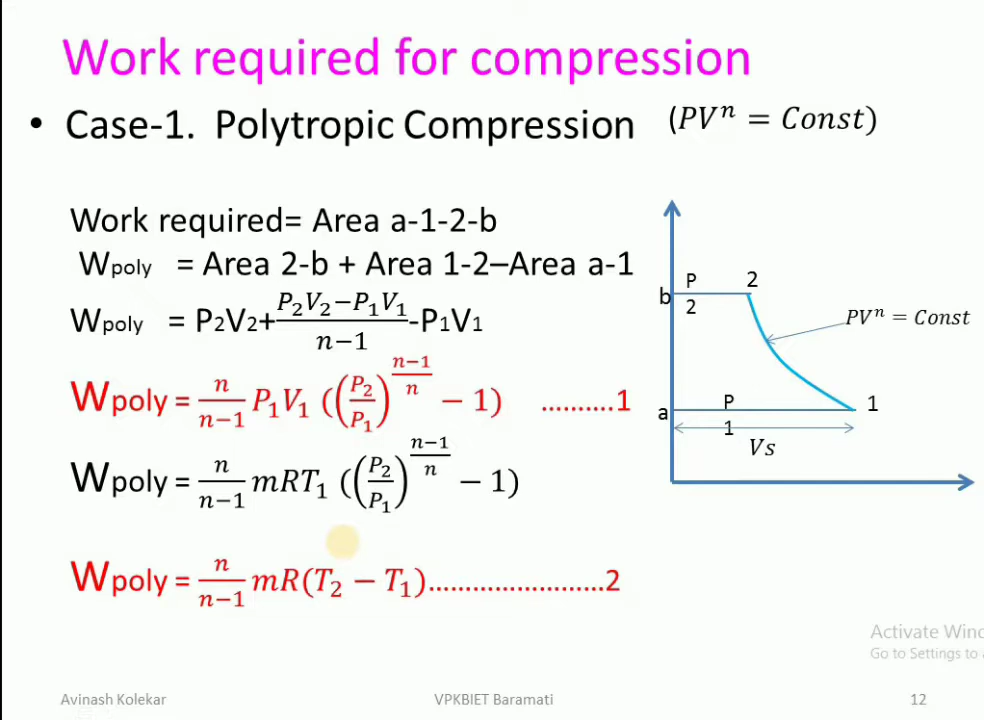 Work required for compression
• Case-1. Polytropic Compression (PVⁿ = Const)
Work required= Area a-1-2-b
Wpoly = Area 2-b + Area 1-2–Area a-1
Wpoly = P2V2+(P₂V₂−P₁V₁)/(n−1)-P1V1
Wpoly = n/(n−1) P₁V₁ ((P₂/P₁)^((n−1)/n) − 1) ..........1
Wpoly = n/(n−1) mRT₁ ((P₂/P₁)^((n−1)/n) − 1)
Wpoly = n/(n−1) mR(T₂ − T₁).......................2
P
2
2
b
PVⁿ = Const
a
P
1
1
Vs
Activate Wind
Go to Settings to a
Avinash Kolekar
VPKBIET Baramati
12